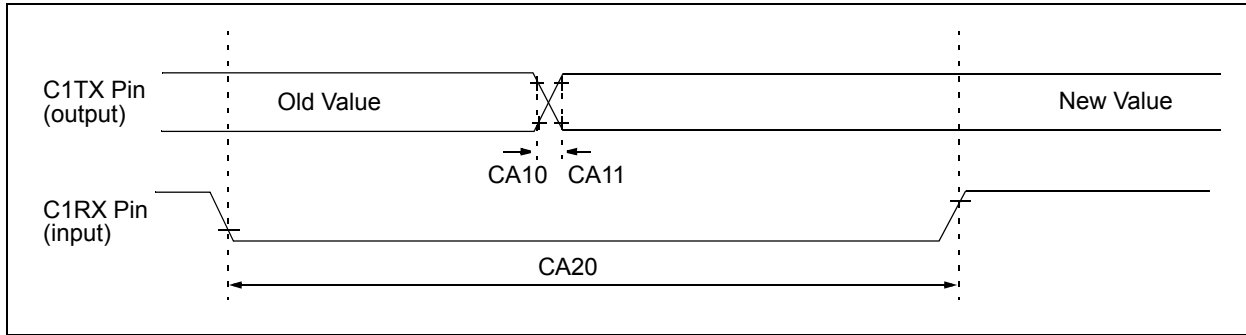 C1TX Pin
(output)
Old Value
New Value
CA10 CA11
C1RX Pin
(input)
CA20